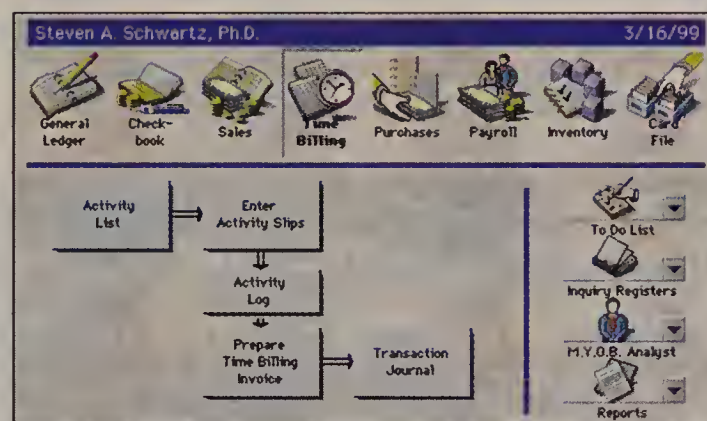 Steven A. Schwartz, Ph.D. 3/16/99
General
Ledger
Check-
book
Sales
Time
Billing
Purchases
Payroll
Inventory
Card
File
Activity
List
Enter
Activity Slips
Activity
Log
Prepare
Time Billing
Invoice
Transaction
Journal
To Do List
Inquiry Registers
M.Y.O.B. Analyst
Reports